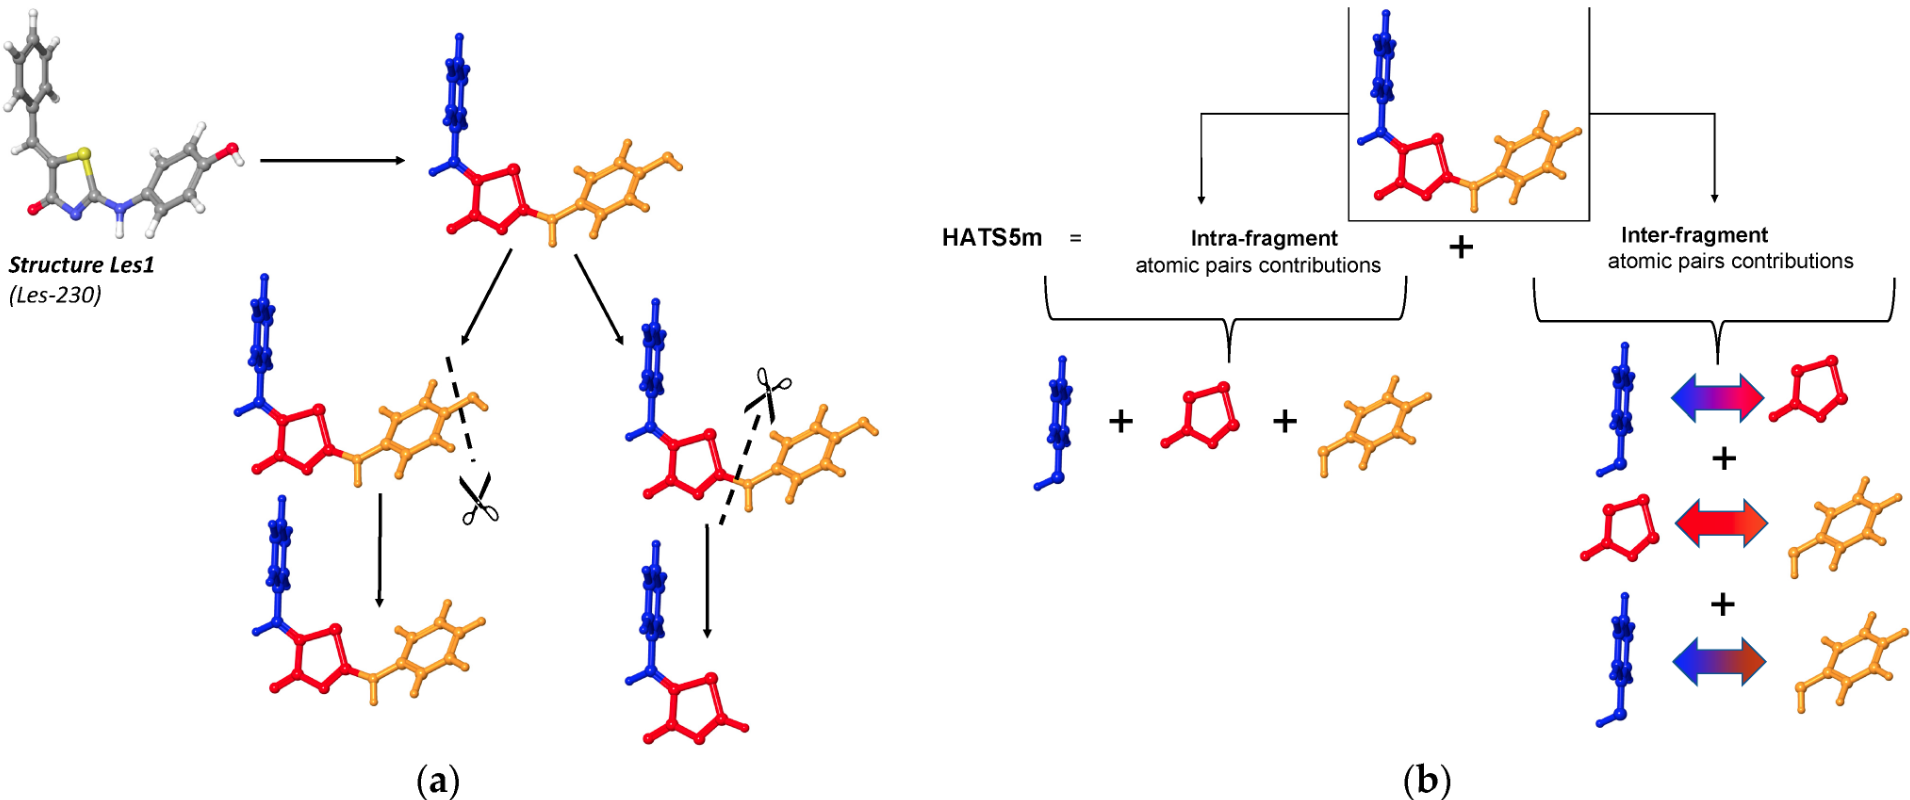 Structure Les1
(Les-230)
HATS5m =
Intra-fragment
atomic pairs contributions
+
Inter-fragment
atomic pairs contributions
+ +
+
+
(a)
(b)